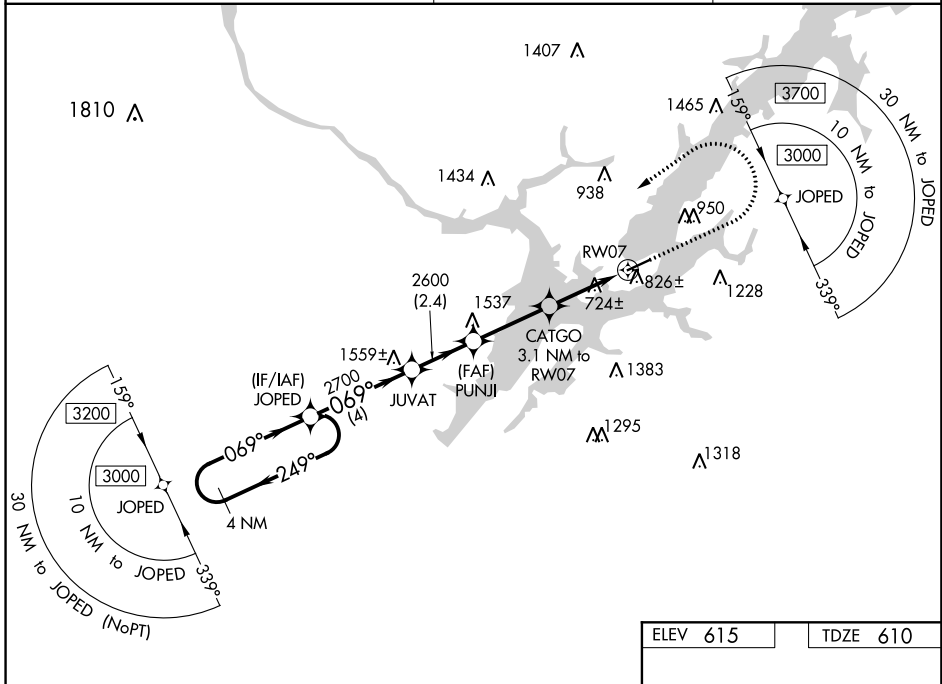 1407
1810
1465
159°
3700
30 NM to JOPED
10 NM to JOPED
3000
JOPED
339°
1434
938
950
RW07
826±
724±
1228
2600
(2.4)
1537
CATGO
3.1 NM to
RW07
1559±
(FAF)
PUNJI
1383
(IF/IAF)
JOPED
2700
069°
(4)
JUVAT
1295
1318
159°
3200
069°
249°
3000
JOPED
4 NM
10 NM to JOPED
339°
30 NM to JOPED (NoPT)
ELEV 615
TDZE 610